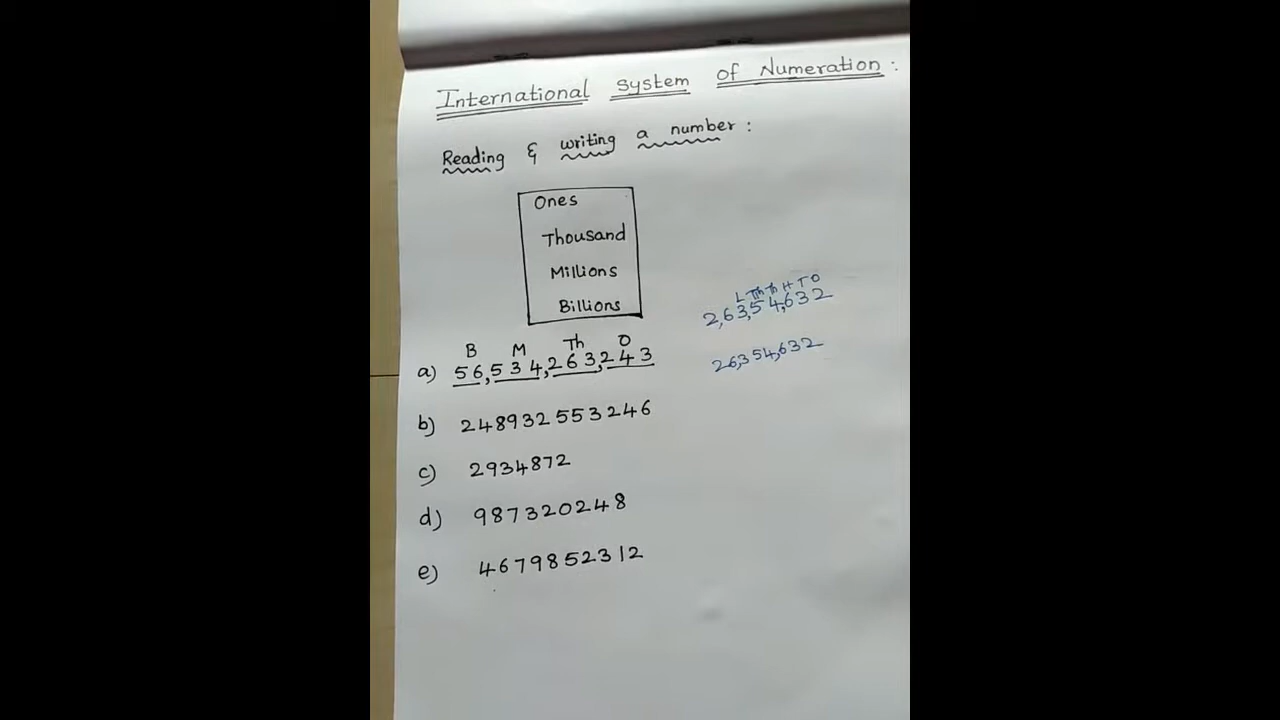 International system of Numeration :
Reading & writing a number :
Ones
Thousand
Millions
Billions
L TTh Th H T O
2,63,54,632
26,354,632
B M Th O
a) 56,534,263,243
b) 248932553246
c) 2934872
d) 987320248
e) 4679852312